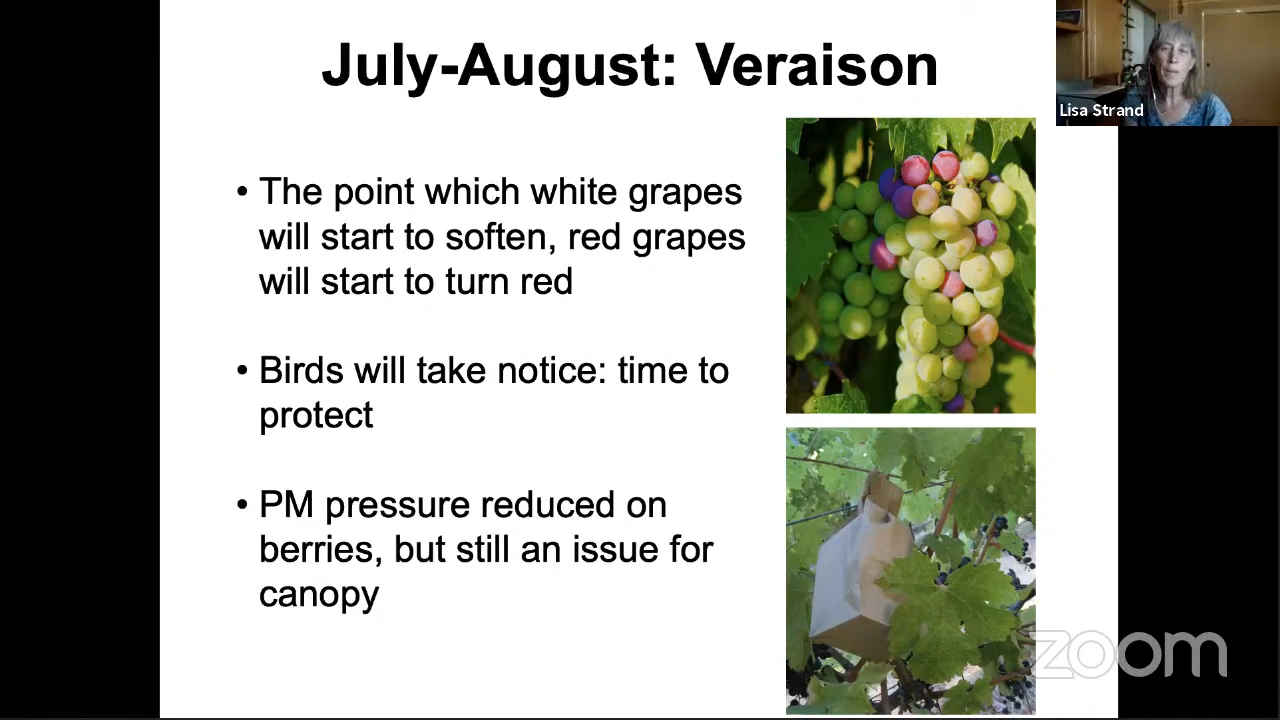 July-August: Veraison
Lisa Strand
• The point which white grapes
will start to soften, red grapes
will start to turn red
• Birds will take notice: time to
protect
• PM pressure reduced on
berries, but still an issue for
canopy
zoom